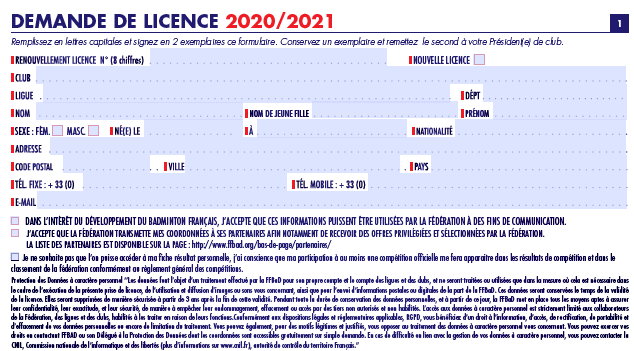 DEMANDE DE LICENCE 2020/2021
1
Remplissez en lettres capitales et signez en 2 exemplaires ce formulaire. Conservez un exemplaire et remettez le second à votre Président(e) de club.
RENOUVELLEMENT LICENCE N° (8 chiffres) NOUVELLE LICENCE
CLUB
LIGUE DÉPT
NOM NOM DE JEUNE FILLE PRÉNOM
SEXE : FÉM. MASC. NÉ(E) LE À NATIONALITÉ
ADRESSE
CODE POSTAL VILLE PAYS
TÉL. FIXE : + 33 (0) TÉL. MOBILE : + 33 (0)
E-MAIL
DANS L'INTÉRÊT DU DÉVELOPPEMENT DU BADMINTON FRANÇAIS, J'ACCEPTE QUE CES INFORMATIONS PUISSENT ÊTRE UTILISÉES PAR LA FÉDÉRATION À DES FINS DE COMMUNICATION.
J'ACCEPTE QUE LA FÉDÉRATION TRANSMETTE MES COORDONNÉES À SES PARTENAIRES AFIN NOTAMMENT DE RECEVOIR DES OFFRES PRIVILÉGIÉES ET SÉLECTIONNÉES PAR LA FÉDÉRATION.
LA LISTE DES PARTENAIRES EST DISPONIBLE SUR LA PAGE : http://www.ffbad.org/bas-de-page/partenaires/
Je ne souhaite pas que l'on puisse accéder à ma fiche résultat personnelle, j'ai conscience que ma participation à au moins une compétition officielle me fera apparaître dans les résultats de compétition et dans le
classement de la fédération conformément au règlement général des compétitions.
Protection des Données à caractère personnel "Les données font l'objet d'un traitement effectué par la FFBaD pour son propre compte et le compte des ligues et des clubs, et ne seront traitées ou utilisées que dans la mesure où cela est nécessaire dans
le cadre de l'exécution de la présente prise de licence, de l'utilisation et diffusion d'images au sens vous concernant, ainsi que pour l'envoi d'informations postales ou digitales de la part de la FFBaD. Ces données seront conservées le temps de la validité
de la licence. Elles seront supprimées de manière sécurisée à partir de 3 ans après la fin de cette validité. Pendant toute la durée de conservation des données personnelles, et à partir de ce jour, la FFBaD met en place tous les moyens aptes à assurer
leur confidentialité, leur exactitude, et leur sécurité, de manière à empêcher leur endommagement, effacement ou accès par des tiers non autorisés et non habilités. L'accès aux données à caractère personnel est strictement limité aux collaborateurs
de la Fédération, des ligues et des clubs, habilités à les traiter en raison de leurs fonctions. Conformément aux dispositions légales et règlementaires applicables, RGPD, vous bénéficiez d'un droit à l'information, d'accès, de rectification, de portabilité et
d'effacement de vos données personnelles ou encore de limitation du traitement. Vous pouvez également, pour des motifs légitimes et justifiés, vous opposer au traitement des données à caractère personnel vous concernant. Vous pouvez exercer vos
droits en contactant FFBAD ou son Délégué à la Protection des Données dont les coordonnées sont accessibles gratuitement sur simple demande. En cas de difficulté en lien avec la gestion de vos données à caractère personnel, vous pouvez contacter la
CNIL, Commission nationale de l'informatique et des libertés (plus d'informations sur www.cnil.fr), autorité de contrôle du territoire français."